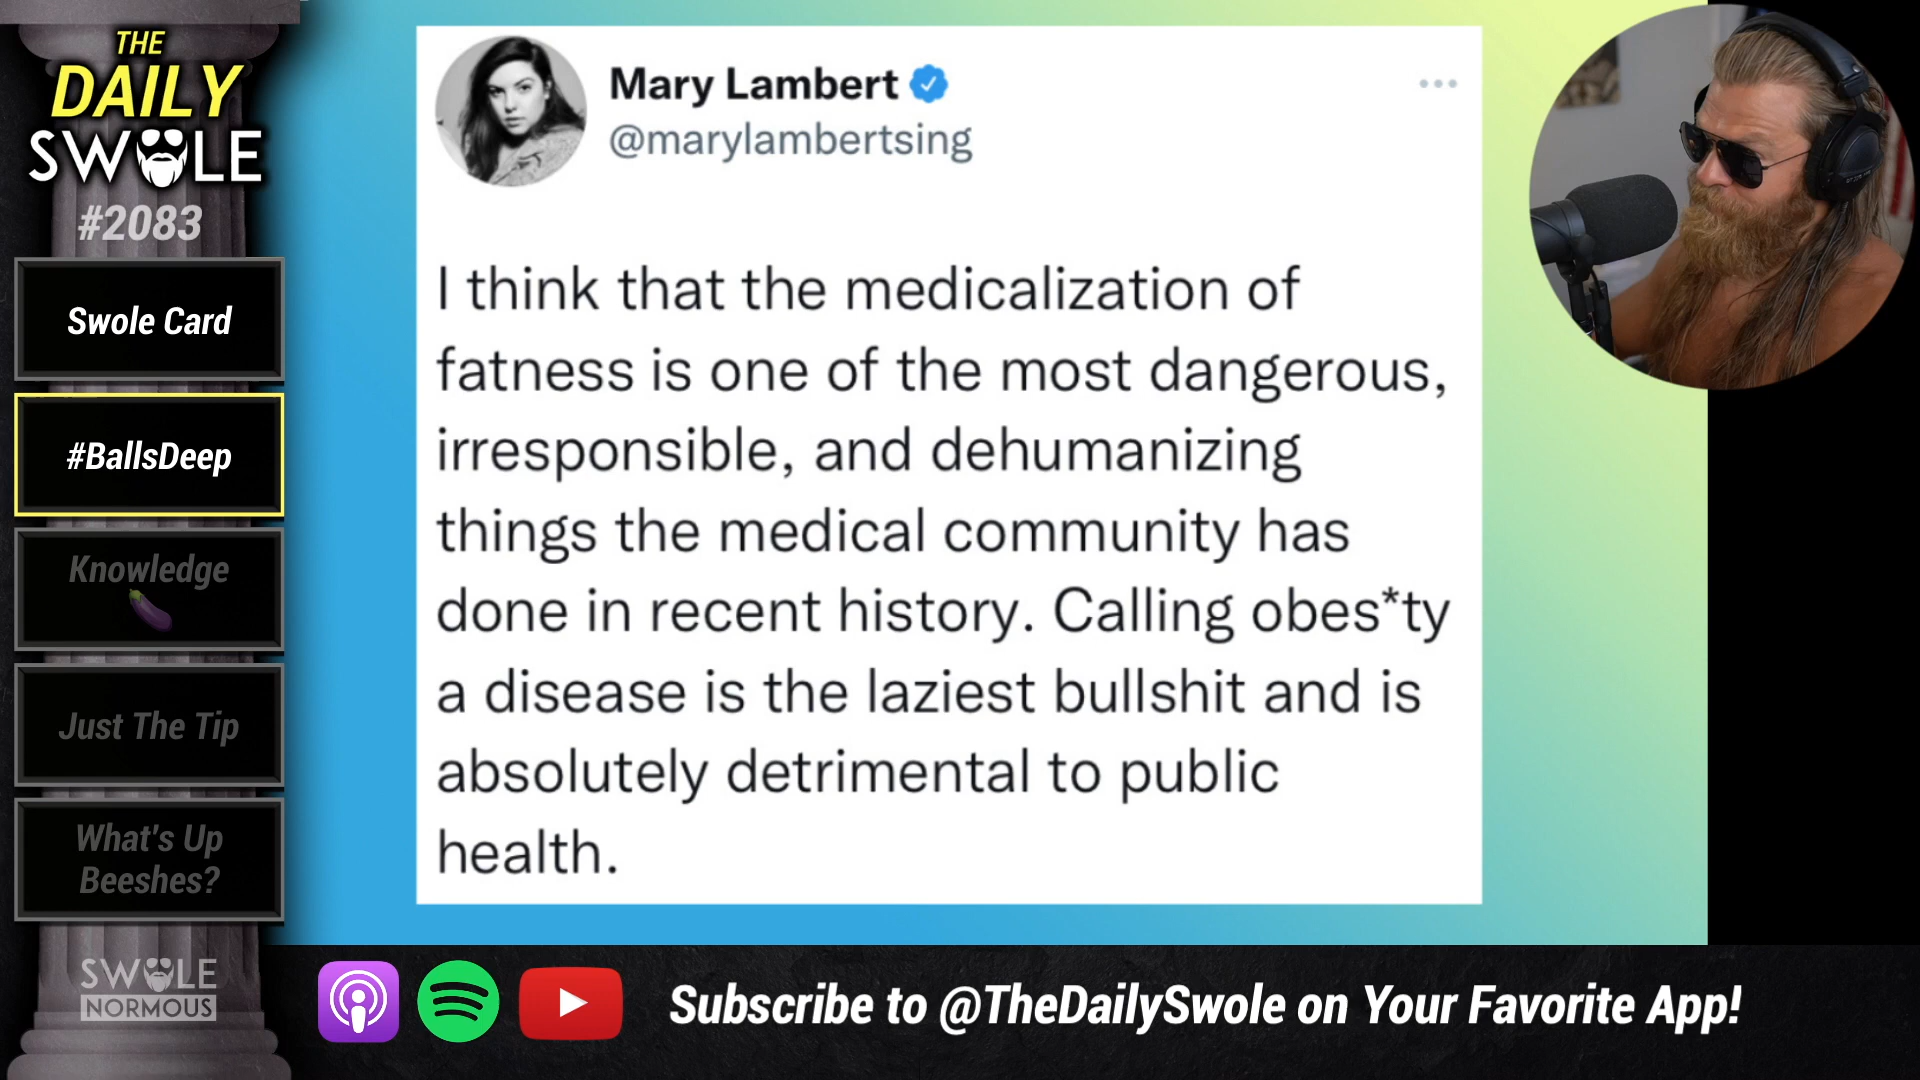 THE
DAILY
SWOLE
#2083
Swole Card
#BallsDeep
Knowledge
Just The Tip
What's Up
Beeshes?
SWOLE
NORMOUS
Mary Lambert
@marylambertsing
I think that the medicalization of
fatness is one of the most dangerous,
irresponsible, and dehumanizing
things the medical community has
done in recent history. Calling obes*ty
a disease is the laziest bullshit and is
absolutely detrimental to public
health.
Subscribe to @TheDailySwole on Your Favorite App!